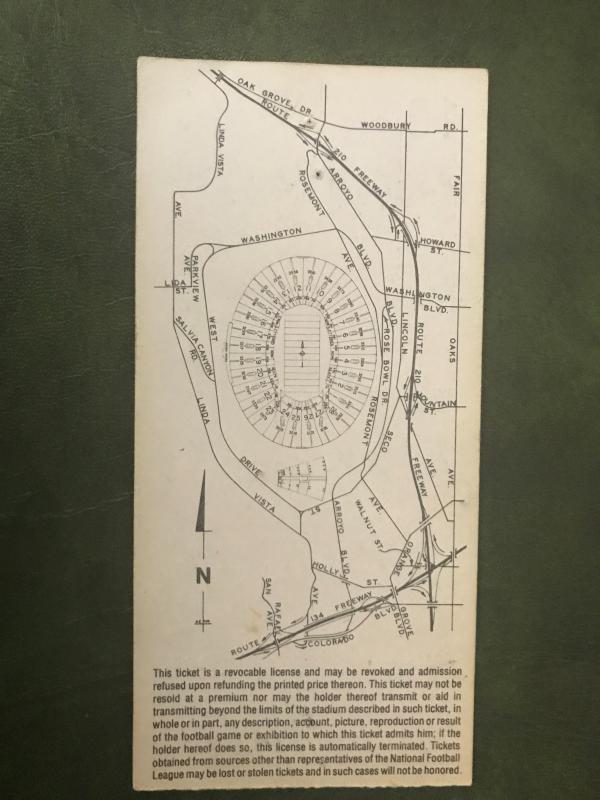 OAK GROVE DR.
ROUTE
WOODBURY RD.
210
FREEWAY
LINDA VISTA
AVE.
ROSEMONT
ARROYO
FAIR
WASHINGTON
BLVD.
AVE.
HOWARD
ST.
PARKVIEW
AVE.
LIDA
ST.
WASHINGTON
BLVD.
BLVD.
LINCOLN
ROUTE
210
OAKS
WEST
ROSE BOWL DR.
SALVIA CANYON
RD.
MOUNTAIN
ST.
LINDA
ROSEMONT
SECO
DRIVE
VISTA
FREEWAY
AVE.
AVE.
ST.
ARROYO
BLVD.
AVE.
WALNUT ST.
ORANGE
N
HOLLY
ST.
SAN
RAFAEL
AVE.
AVE.
134
FREEWAY
BLVD.
GROVE
BLVD.
ROUTE
COLORADO
This ticket is a revocable license and may be revoked and admission
refused upon refunding the printed price thereon. This ticket may not be
resold at a premium nor may the holder thereof transmit or aid in
transmitting beyond the limits of the stadium described in such ticket, in
whole or in part, any description, account, picture, reproduction or result
of the football game or exhibition to which this ticket admits him; if the
holder hereof does so, this license is automatically terminated. Tickets
obtained from sources other than representatives of the National Football
League may be lost or stolen tickets and in such cases will not be honored.